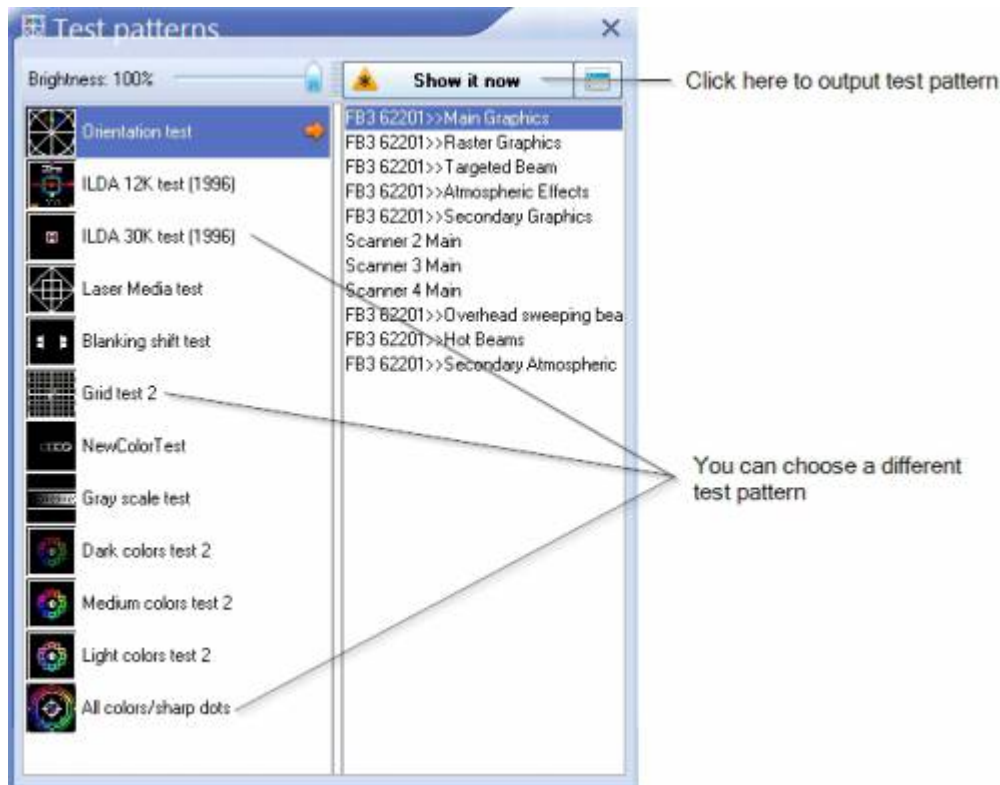 Test patterns
Brightness: 100%
Show it now
Click here to output test pattern
Orientation test
ILDA 12K test (1996)
ILDA 30K test (1996)
Laser Media test
Blanking shift test
Grid test 2
NewColorTest
Gray scale test
Dark colors test 2
Medium colors test 2
Light colors test 2
All colors/sharp dots
FB3 62201>>Main Graphics
FB3 62201>>Raster Graphics
FB3 62201>>Targeted Beam
FB3 62201>>Atmospheric Effects
FB3 62201>>Secondary Graphics
Scanner 2 Main
Scanner 3 Main
Scanner 4 Main
FB3 62201>>Overhead sweeping bea
FB3 62201>>Hot Beams
FB3 62201>>Secondary Atmospheric
You can choose a different
test pattern